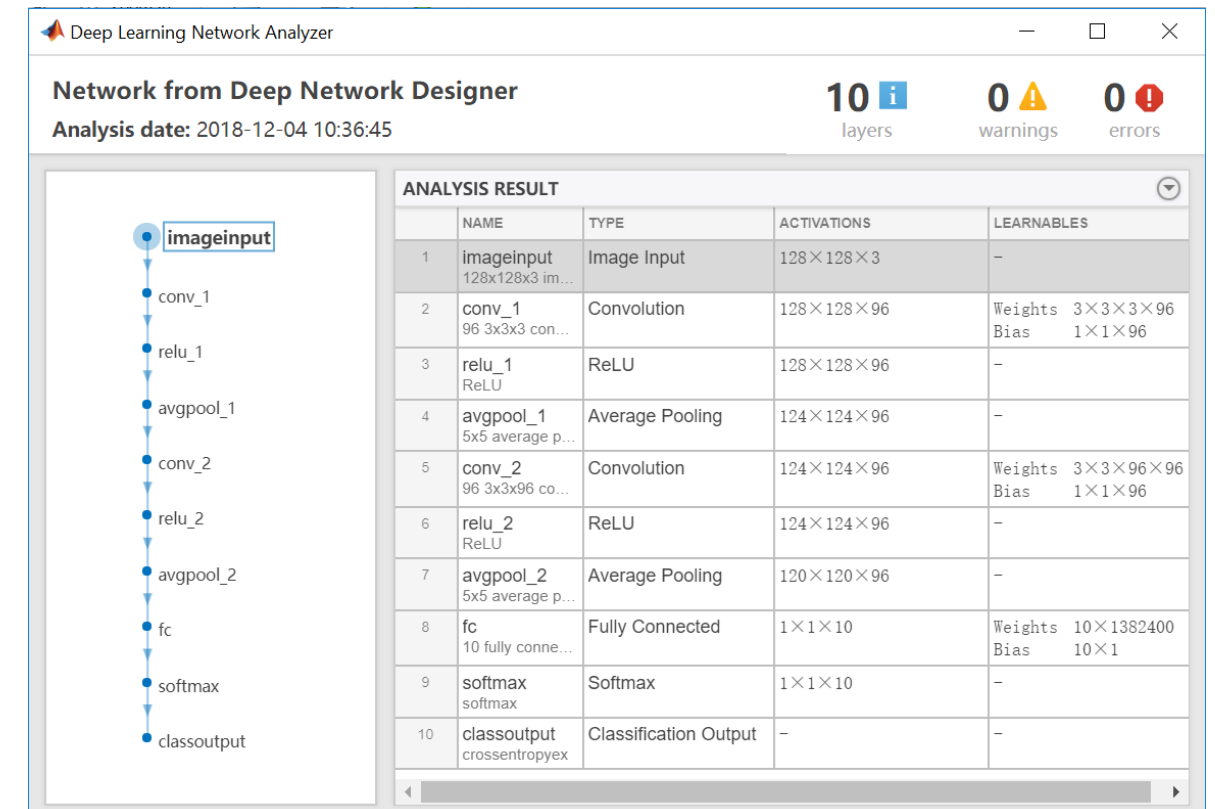 Deep Learning Network Analyzer
Network from Deep Network Designer
Analysis date: 2018-12-04 10:36:45
10 i
layers
0
warnings
0
errors
imageinput
conv_1
relu_1
avgpool_1
conv_2
relu_2
avgpool_2
fc
softmax
classoutput
ANALYSIS RESULT
NAME TYPE ACTIVATIONS LEARNABLES
1 imageinput Image Input 128×128×3 -
128x128x3 im...
2 conv_1 Convolution 128×128×96 Weights 3×3×3×96
96 3x3x3 con... Bias 1×1×96
3 relu_1 ReLU 128×128×96 -
ReLU
4 avgpool_1 Average Pooling 124×124×96 -
5x5 average p...
5 conv_2 Convolution 124×124×96 Weights 3×3×96×96
96 3x3x96 co... Bias 1×1×96
6 relu_2 ReLU 124×124×96 -
ReLU
7 avgpool_2 Average Pooling 120×120×96 -
5x5 average p...
8 fc Fully Connected 1×1×10 Weights 10×1382400
10 fully conne... Bias 10×1
9 softmax Softmax 1×1×10 -
softmax
10 classoutput Classification Output - -
crossentropyex